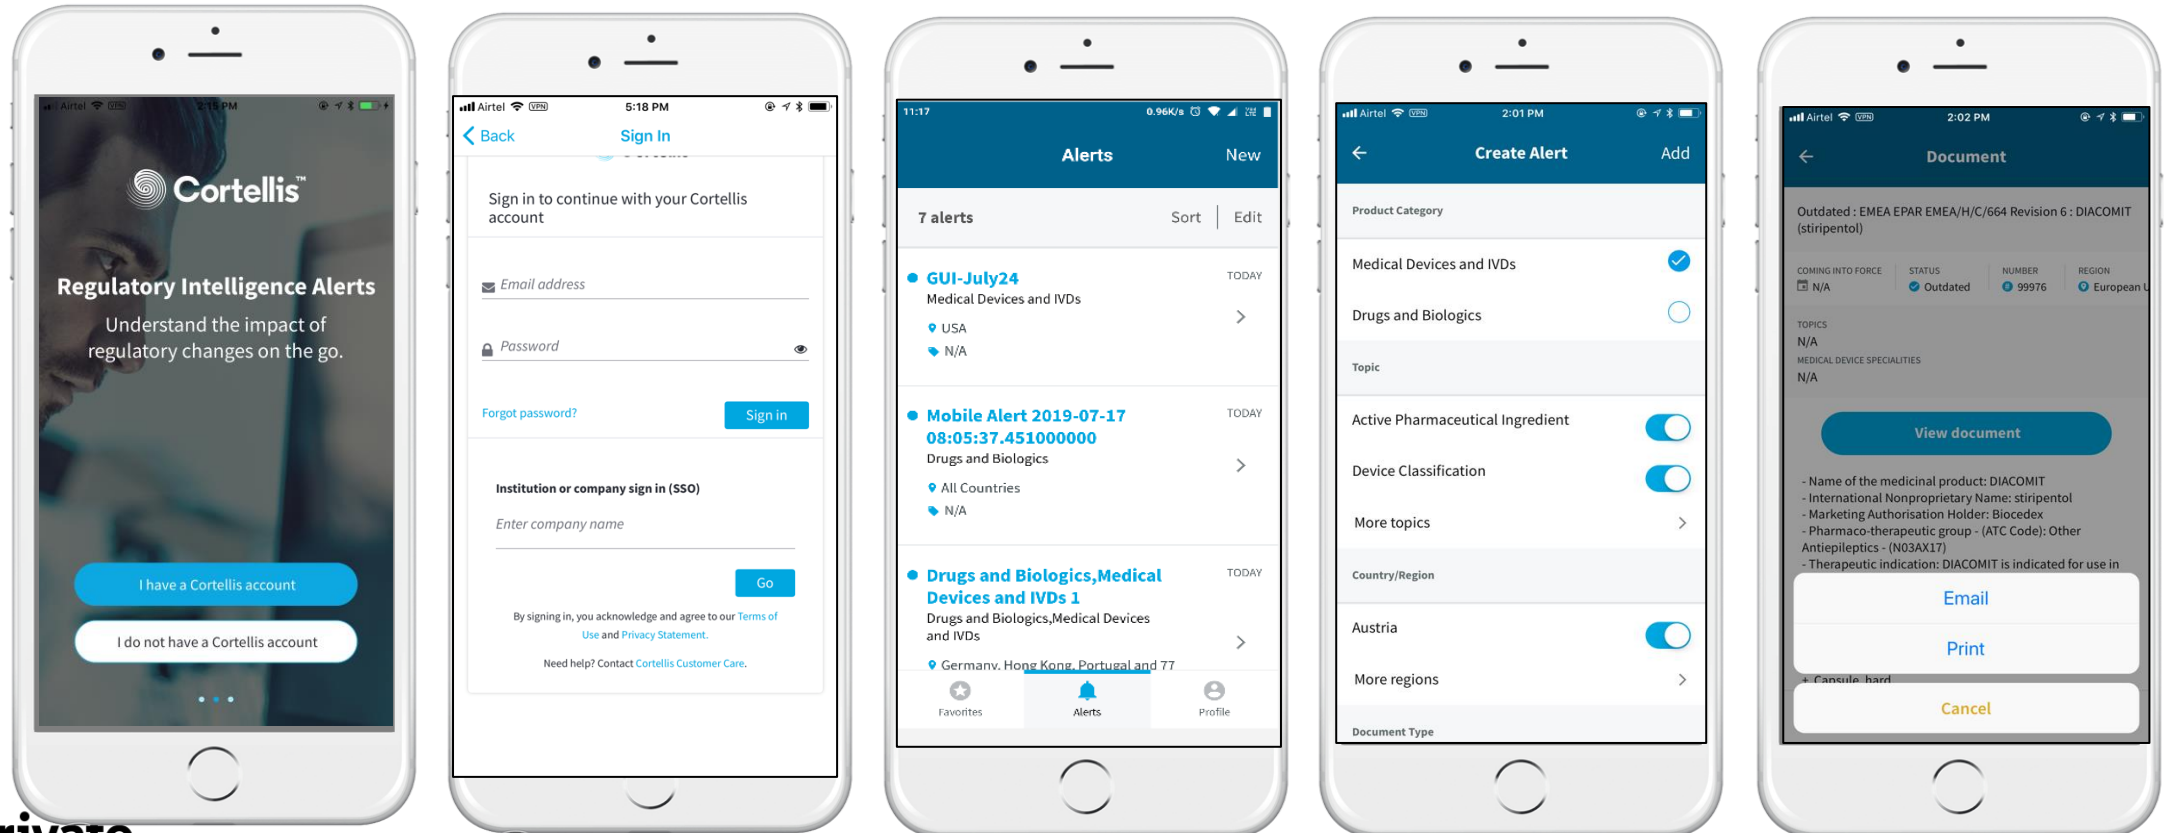 Airtel VPN 2:15 PM
Cortellis™
Regulatory Intelligence Alerts
Understand the impact of
regulatory changes on the go.
I have a Cortellis account
I do not have a Cortellis account
Airtel VPN 5:18 PM
Back Sign In
Sign in to continue with your Cortellis
account
Email address
Password
Forgot password? Sign in
Institution or company sign in (SSO)
Enter company name
Go
By signing in, you acknowledge and agree to our Terms of
Use and Privacy Statement.
Need help? Contact Cortellis Customer Care.
11:17 0.96K/s
Alerts New
7 alerts Sort Edit
GUI-July24 TODAY
Medical Devices and IVDs
USA
N/A
Mobile Alert 2019-07-17 TODAY
08:05:37.451000000
Drugs and Biologics
All Countries
N/A
Drugs and Biologics,Medical TODAY
Devices and IVDs 1
Drugs and Biologics,Medical Devices
and IVDs
Germany, Hong Kong, Portugal and 77
Favorites Alerts Profile
Airtel VPN 2:01 PM
Create Alert Add
Product Category
Medical Devices and IVDs
Drugs and Biologics
Topic
Active Pharmaceutical Ingredient
Device Classification
More topics
Country/Region
Austria
More regions
Document Type
Airtel VPN 2:02 PM
Document
Outdated : EMEA EPAR EMEA/H/C/664 Revision 6 : DIACOMIT
(stiripentol)
COMING INTO FORCE STATUS NUMBER REGION
N/A Outdated 99976 European U
TOPICS
N/A
MEDICAL DEVICE SPECIALITIES
N/A
View document
- Name of the medicinal product: DIACOMIT
- International Nonproprietary Name: stiripentol
- Marketing Authorisation Holder: Biocedex
- Pharmaco-therapeutic group - (ATC Code): Other
Antiepileptics - (N03AX17)
- Therapeutic indication: DIACOMIT is indicated for use in
Email
Print
+ Capsule, hard
Cancel